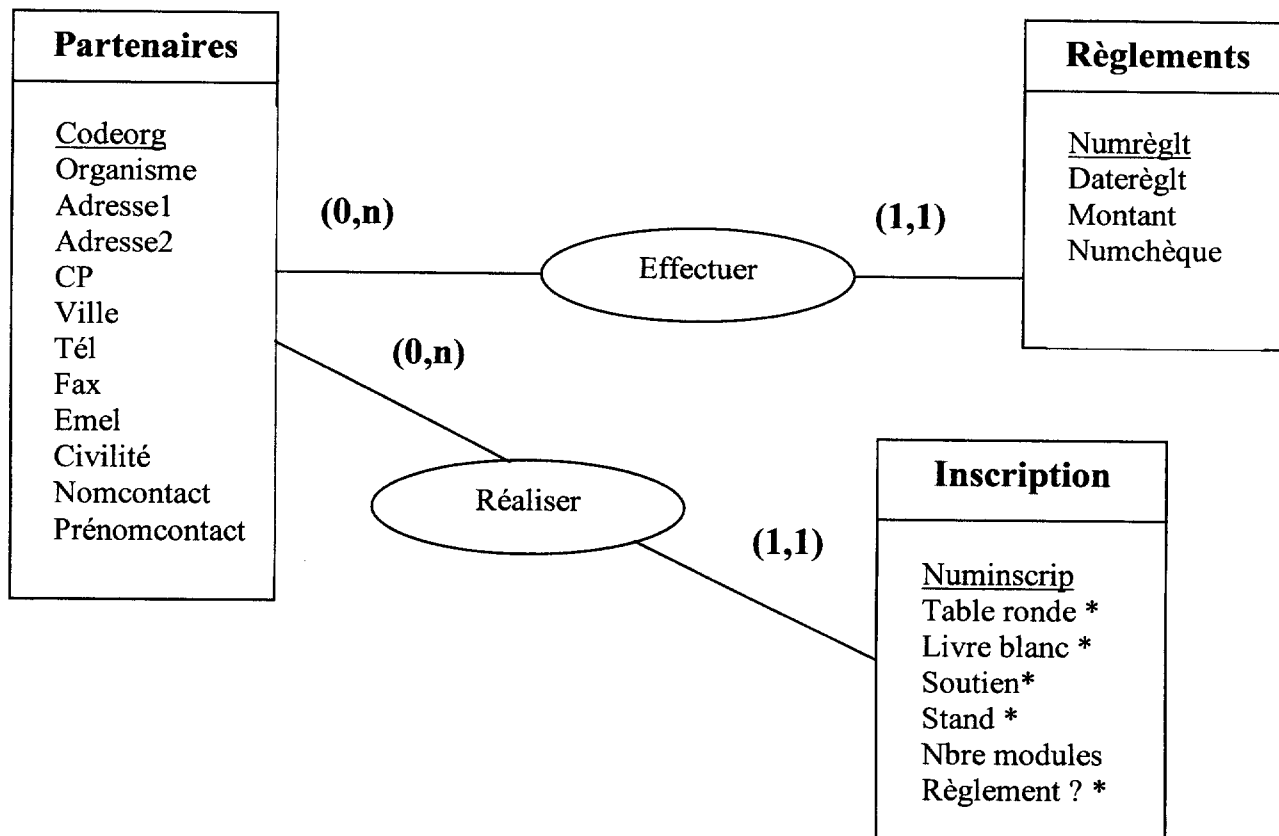 Partenaires
Codeorg
Organisme
Adresse1
Adresse2
CP
Ville
Tél
Fax
Emel
Civilité
Nomcontact
Prénomcontact
(0,n)
Effectuer
(1,1)
Règlements
Numrèglt
Daterèglt
Montant
Numchèque
(0,n)
Réaliser
(1,1)
Inscription
Numinscrip
Table ronde *
Livre blanc *
Soutien*
Stand *
Nbre modules
Règlement ? *